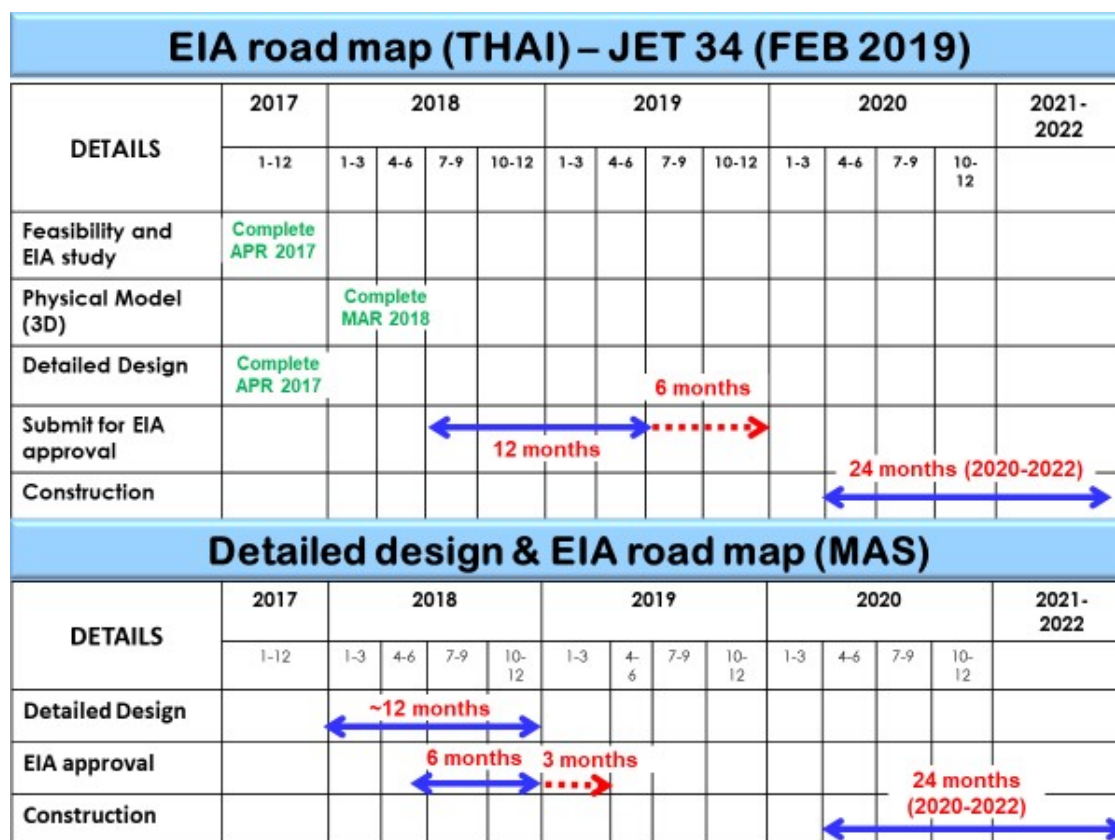 EIA road map (THAI) – JET 34 (FEB 2019)
DETAILS
2017
2018
2019
2020
2021-
2022
1-12
1-3
4-6
7-9
10-12
1-3
4-6
7-9
10-12
1-3
4-6
7-9
10-
12
Feasibility and
EIA study
Complete
APR 2017
Physical Model
(3D)
Complete
MAR 2018
Detailed Design
Complete
APR 2017
6 months
Submit for EIA
approval
12 months
24 months (2020-2022)
Construction
Detailed design & EIA road map (MAS)
DETAILS
2017
2018
2019
2020
2021-
2022
1-12
1-3
4-6
7-9
10-
12
1-3
4-
6
7-9
10-
12
1-3
4-6
7-9
10-
12
Detailed Design
~12 months
EIA approval
6 months
3 months
24 months
(2020-2022)
Construction